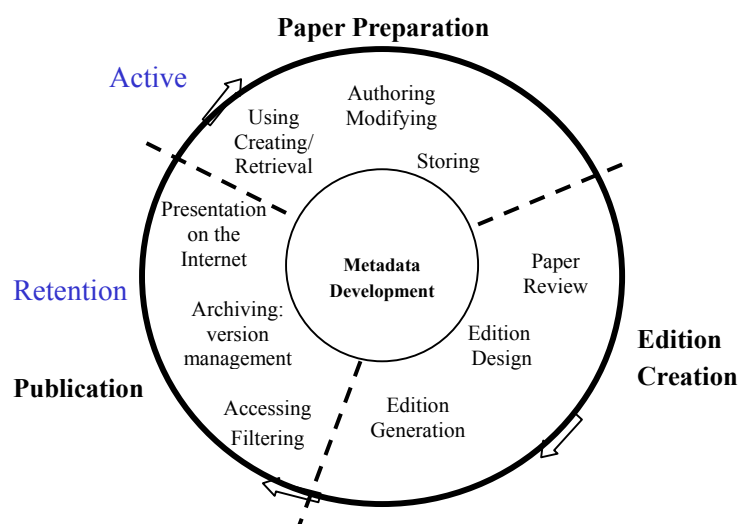 Paper Preparation
Active
Authoring
Modifying
Using
Creating/
Retrieval
Storing
Presentation
on the
Internet
Metadata
Development
Paper
Review
Retention
Archiving:
version
management
Edition
Design
Edition
Creation
Publication
Accessing
Filtering
Edition
Generation